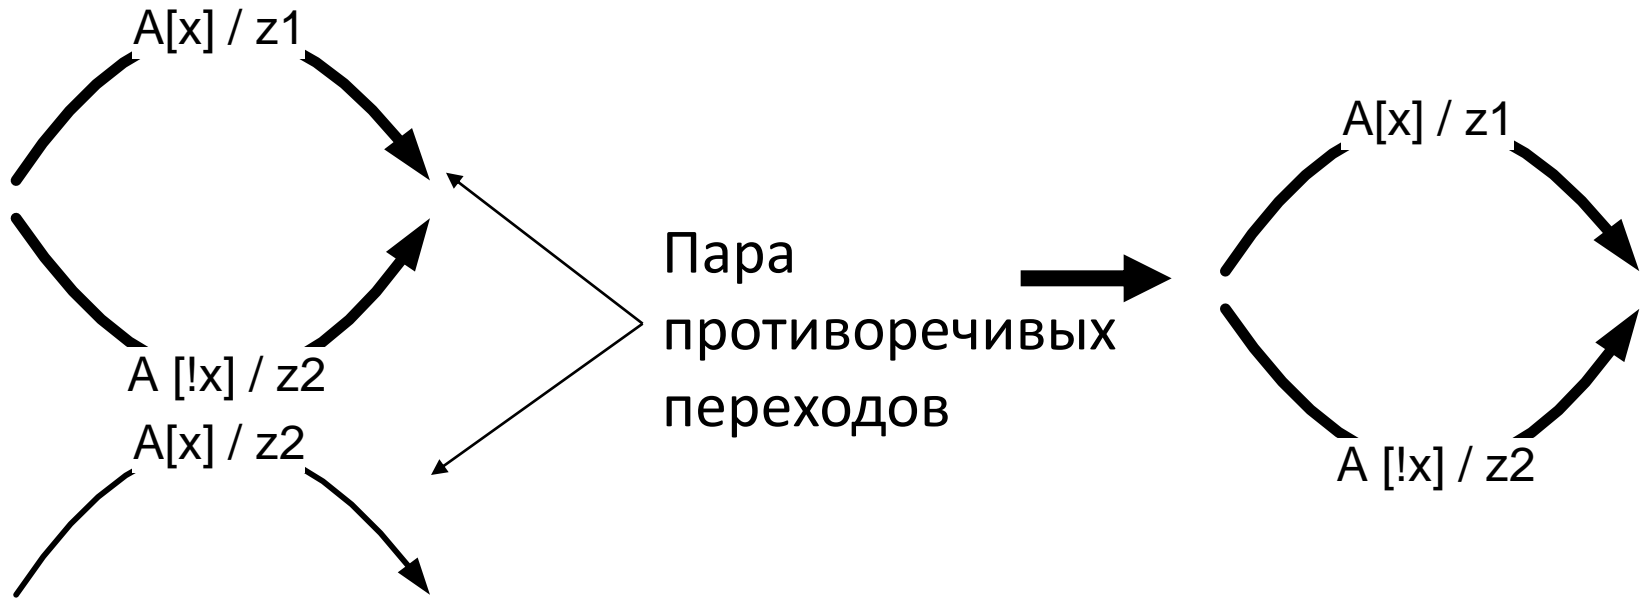 A[x] / z1
A [!x] / z2
A[x] / z2
Пара
противоречивых
переходов
A[x] / z1
A [!x] / z2